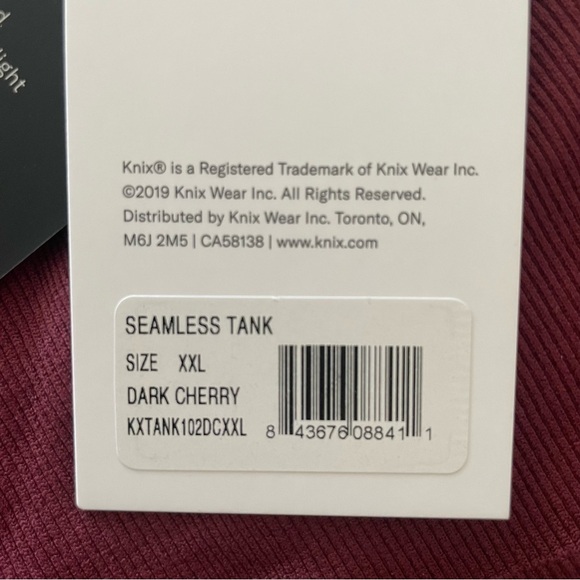 light
Knix® is a Registered Trademark of Knix Wear Inc.
©2019 Knix Wear Inc. All Rights Reserved.
Distributed by Knix Wear Inc. Toronto, ON,
M6J 2M5 | CA58138 | www.knix.com
SEAMLESS TANK
SIZE XXL
DARK CHERRY
KXTANK102DCXXL
8 43676 08841 1